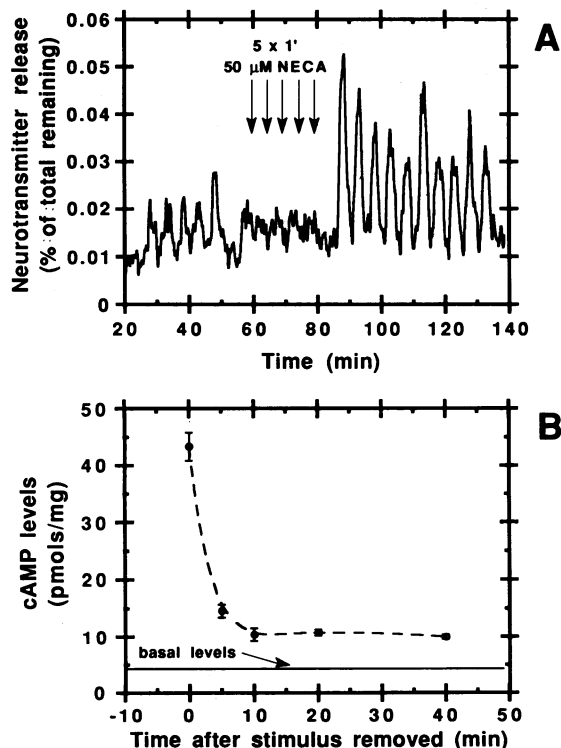 A
0.06
0.05
0.04
0.03
0.02
0.01
0
Neurotransmitter release
(% of total remaining)
5 x 1'
50 µM NECA
20 40 60 80 100 120 140
Time (min)
B
50
40
30
20
10
0
cAMP levels
(pmols/mg)
basal levels
-10 0 10 20 30 40 50
Time after stimulus removed (min)